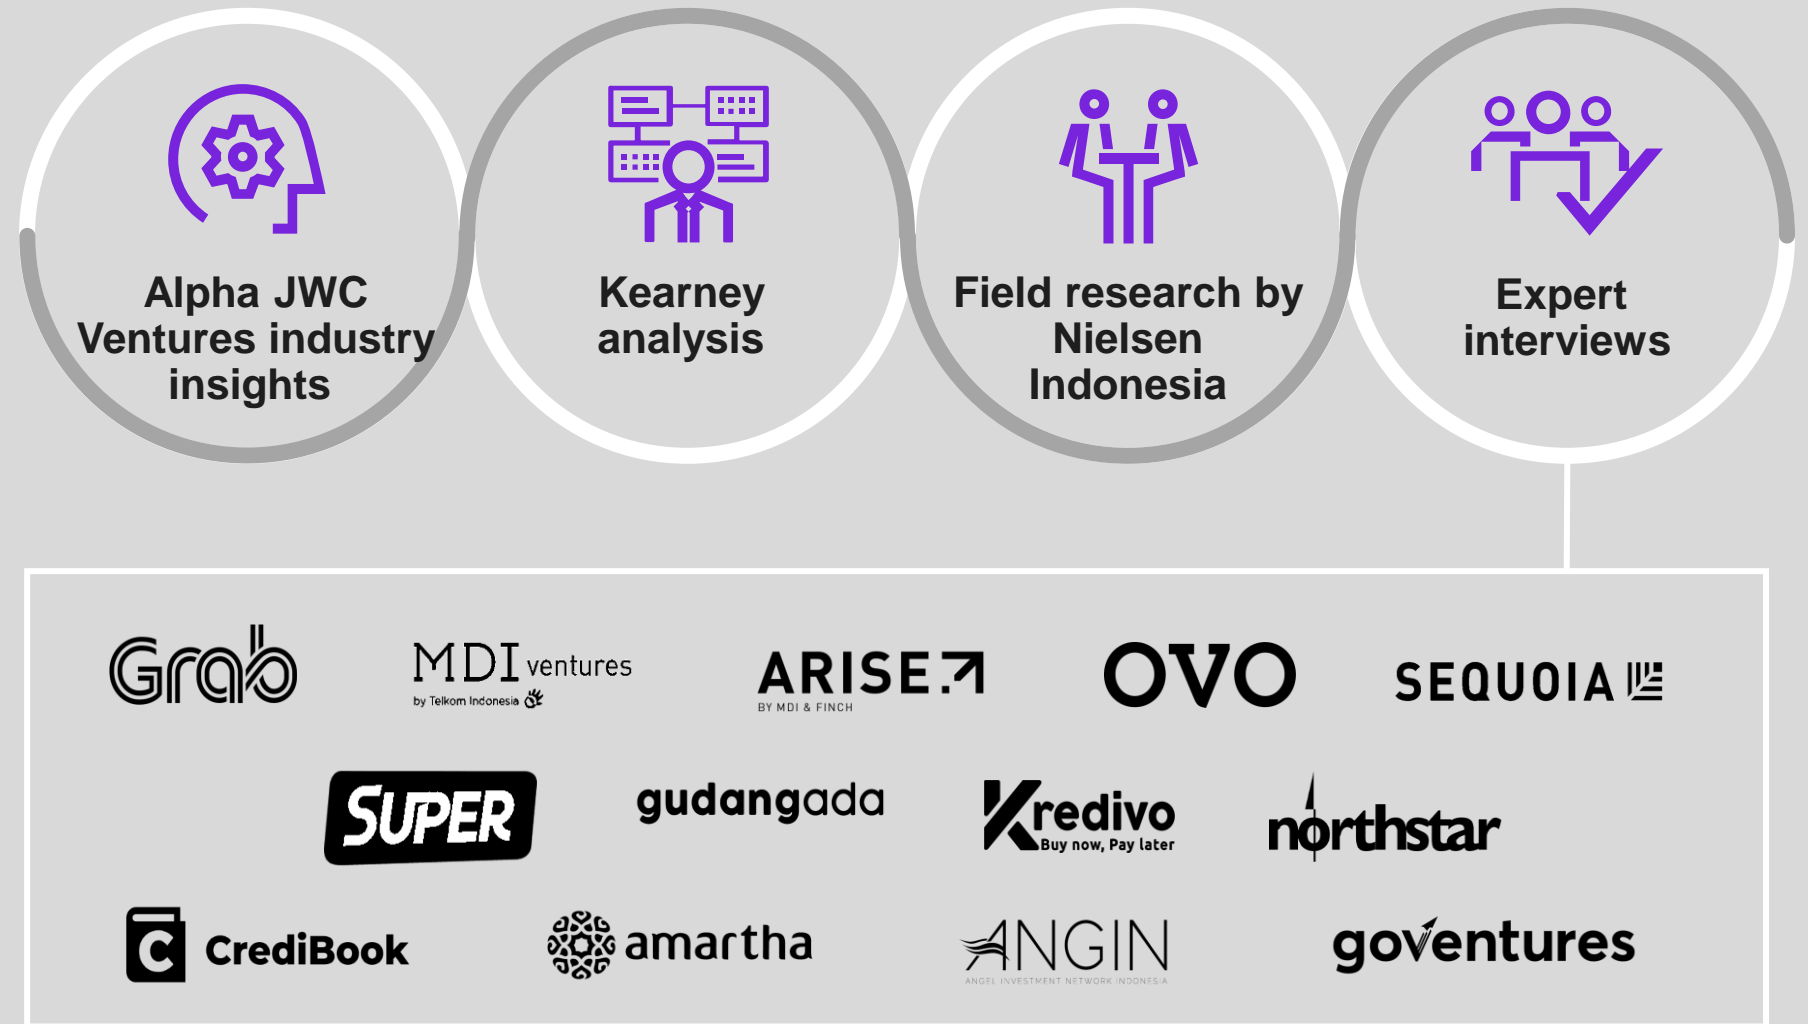 Alpha JWC
Ventures industry
insights
Kearney
analysis
Field research by
Nielsen
Indonesia
Expert
interviews
Grab
MDI ventures
by Telkom Indonesia
ARISE
BY MDI & FINCH
OVO
SEQUOIA
SUPER
gudangada
Kredivo
Buy now, Pay later
northstar
C CrediBook
amartha
ANGIN
ANGEL INVESTMENT NETWORK INDONESIA
goventures